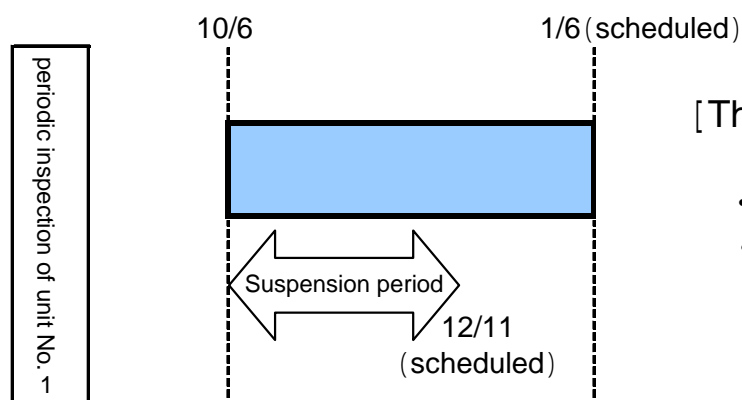 10/6
1/6(scheduled)
periodic inspection of unit No. 1
[Th
Suspension period
12/11
(scheduled)